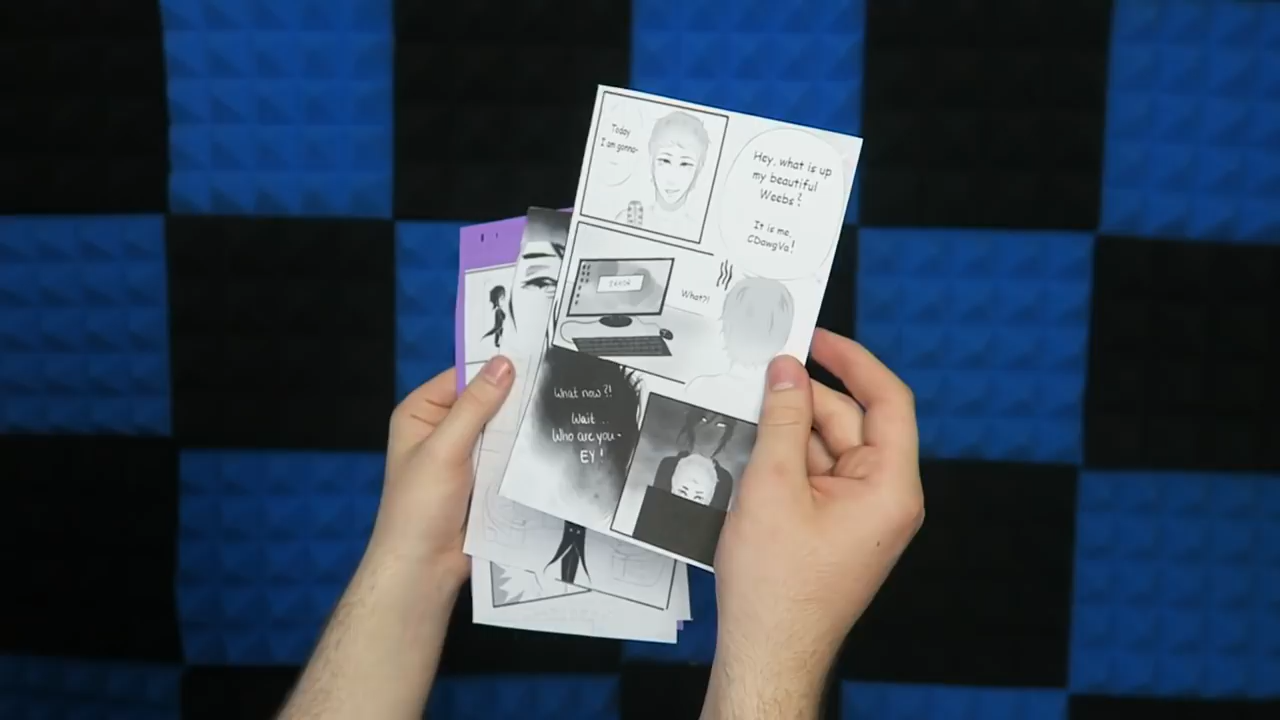 Today
I am gonna-
Hey, what is up
my beautiful
Weebs?
It is me,
CDawgVa!
ERROR
What?!
What now?!
Wait...
Who are you-
EY!